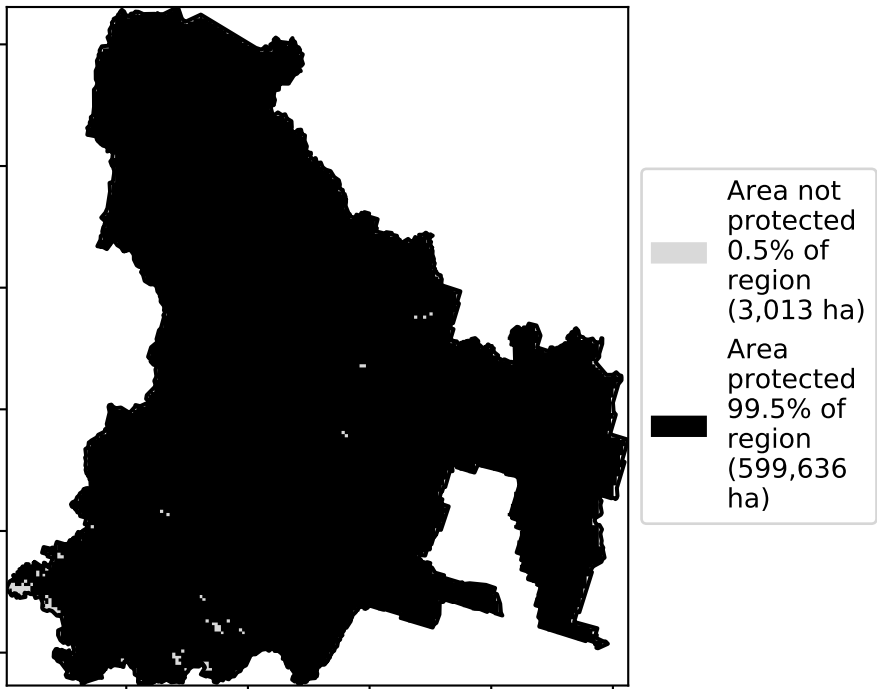 Area not
protected
0.5% of
region
(3,013 ha)
Area
protected
99.5% of
region
(599,636
ha)